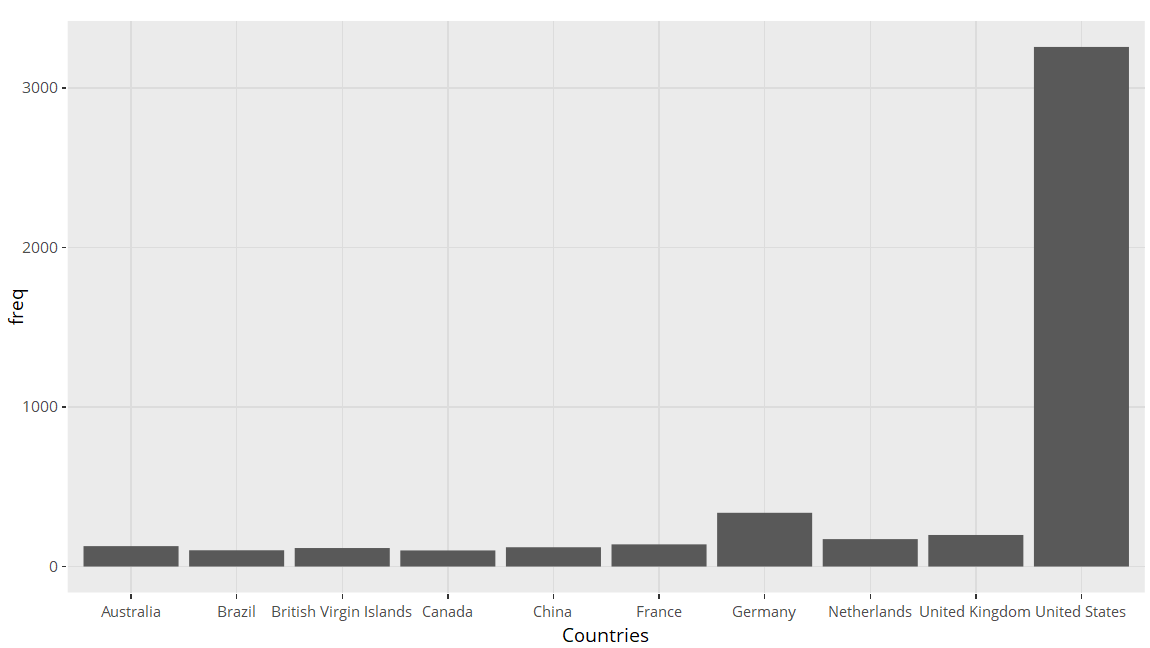 3000
2000
1000
0
freq
Australia Brazil British Virgin Islands Canada China France Germany Netherlands United Kingdom United States
Countries